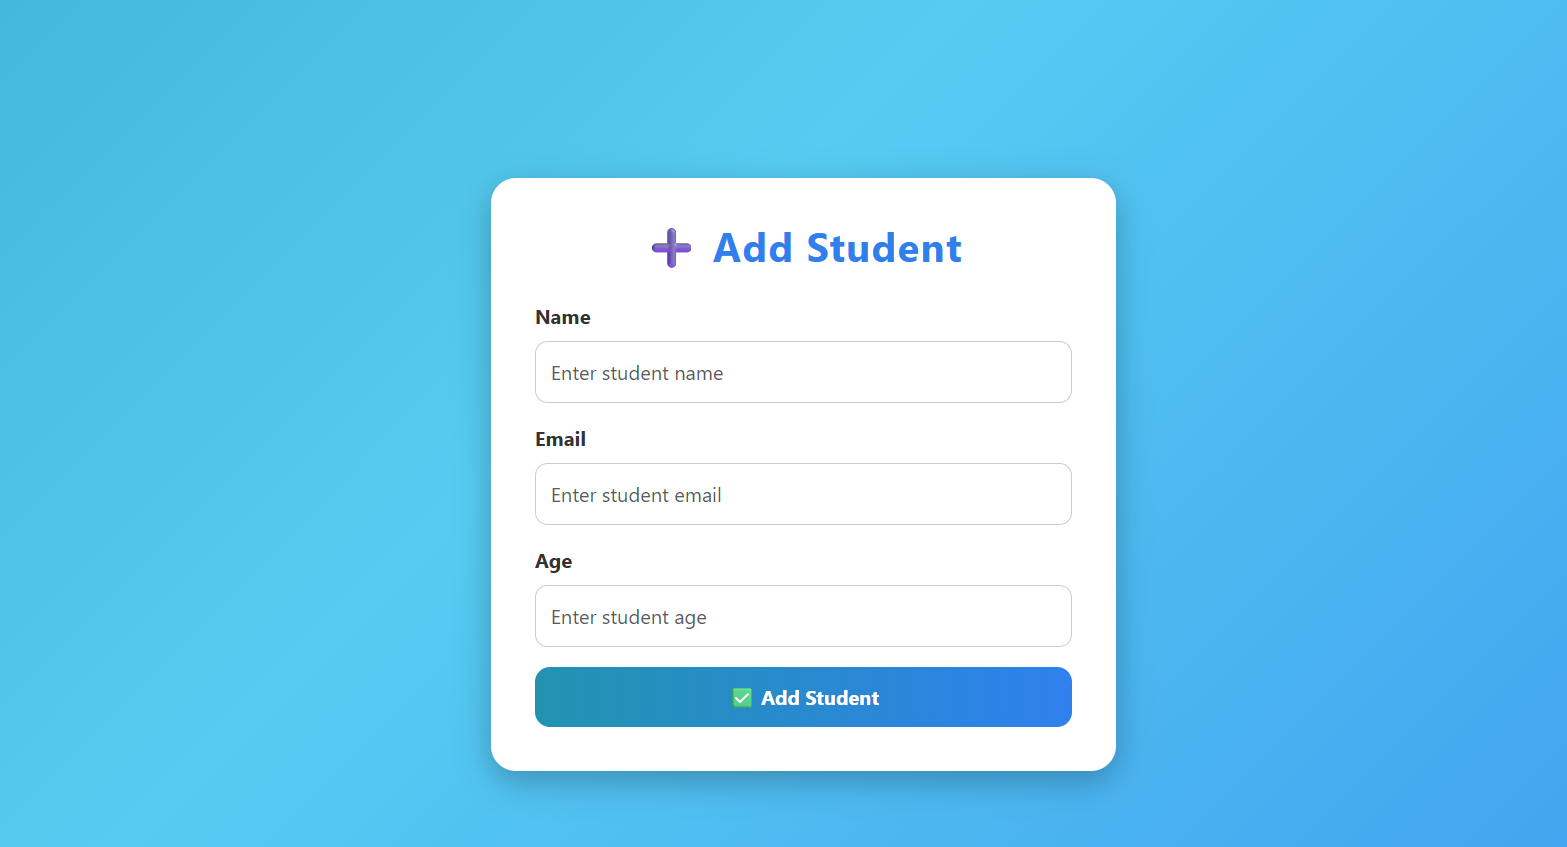 ➕ Add Student
Name
Enter student name
Email
Enter student email
Age
Enter student age
✅ Add Student